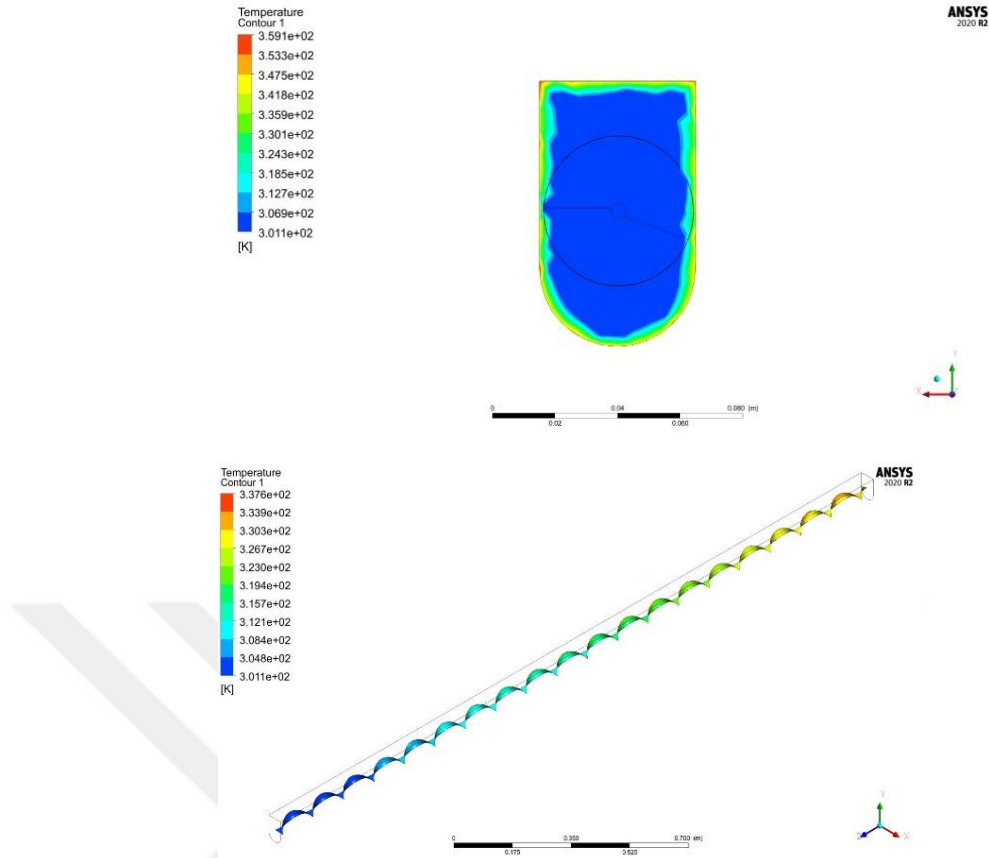 Temperature
Contour 1
3.591e+02
3.533e+02
3.475e+02
3.418e+02
3.359e+02
3.301e+02
3.243e+02
3.185e+02
3.127e+02
3.069e+02
3.011e+02
[K]
ANSYS
2020 R2
Y
X
0 0.04 0.080 (m)
0.02 0.060
Temperature
Contour 1
3.376e+02
3.339e+02
3.303e+02
3.267e+02
3.230e+02
3.194e+02
3.157e+02
3.121e+02
3.084e+02
3.048e+02
3.011e+02
[K]
ANSYS
2020 R2
Y
Z X
0 0.350 0.700 (m)
0.175 0.525